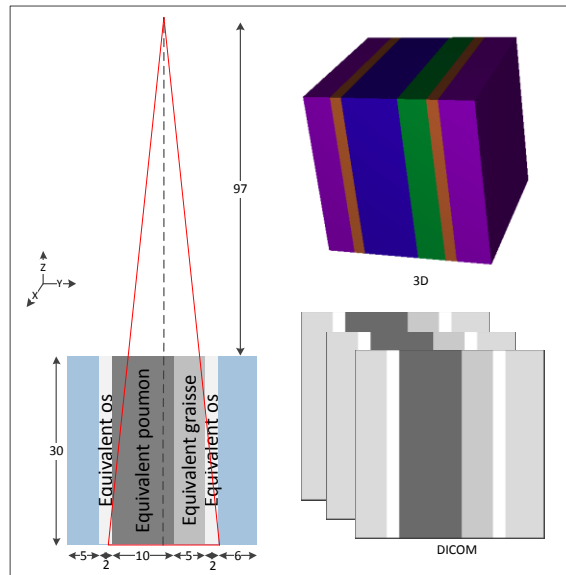 97
Z
Y
X
3D
Equivalent os
Equivalent poumon
Equivalent graisse
Equivalent os
30
5
2
10
5
2
6
DICOM